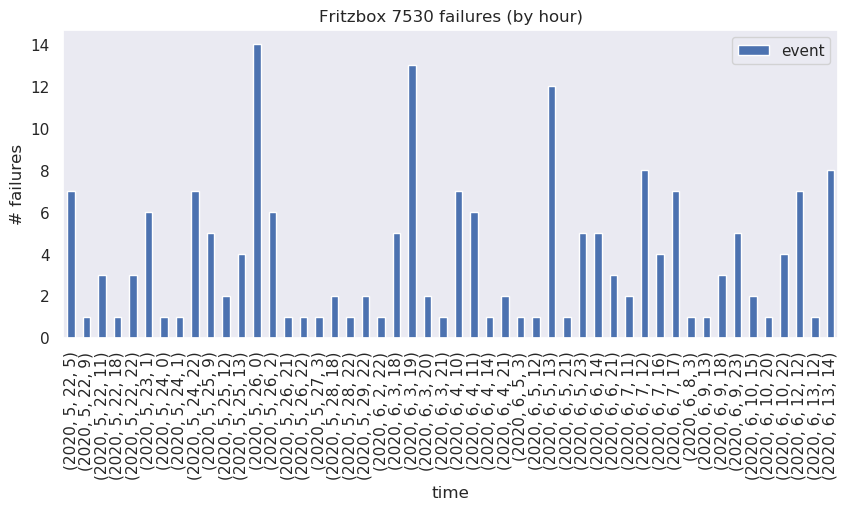 Fritzbox 7530 failures (by hour)
event
# failures
14
12
10
8
6
4
2
0
(2020, 5, 22, 5)
(2020, 5, 22, 9)
(2020, 5, 22, 11)
(2020, 5, 22, 18)
(2020, 5, 22, 22)
(2020, 5, 23, 1)
(2020, 5, 24, 0)
(2020, 5, 24, 1)
(2020, 5, 24, 22)
(2020, 5, 25, 9)
(2020, 5, 25, 12)
(2020, 5, 25, 13)
(2020, 5, 26, 0)
(2020, 5, 26, 2)
(2020, 5, 26, 21)
(2020, 5, 26, 22)
(2020, 5, 27, 3)
(2020, 5, 28, 18)
(2020, 5, 28, 22)
(2020, 5, 29, 22)
(2020, 6, 2, 22)
(2020, 6, 3, 18)
(2020, 6, 3, 19)
(2020, 6, 3, 20)
(2020, 6, 3, 21)
(2020, 6, 4, 10)
(2020, 6, 4, 11)
(2020, 6, 4, 14)
(2020, 6, 4, 21)
(2020, 6, 5, 3)
(2020, 6, 5, 12)
(2020, 6, 5, 13)
(2020, 6, 5, 21)
(2020, 6, 5, 23)
(2020, 6, 6, 14)
(2020, 6, 6, 21)
(2020, 6, 7, 11)
(2020, 6, 7, 12)
(2020, 6, 7, 16)
(2020, 6, 7, 17)
(2020, 6, 8, 3)
(2020, 6, 9, 13)
(2020, 6, 9, 18)
(2020, 6, 9, 23)
(2020, 6, 10, 15)
(2020, 6, 10, 20)
(2020, 6, 10, 22)
(2020, 6, 12, 12)
(2020, 6, 13, 12)
(2020, 6, 13, 14)
time